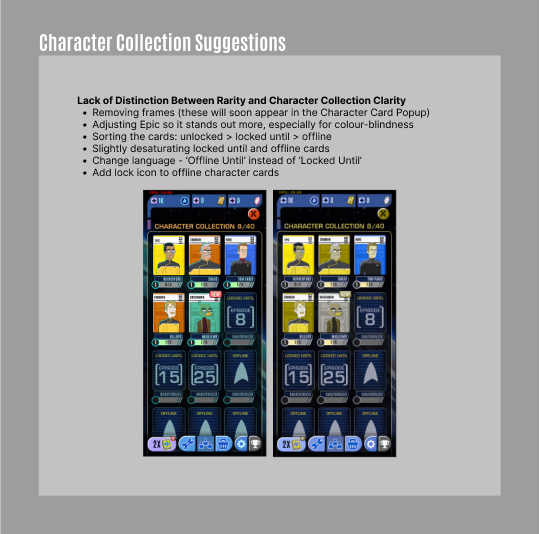 Character Collection Suggestions
Lack of Distinction Between Rarity and Character Collection Clarity
Removing frames (these will soon appear in the Character Card Popup)
Adjusting Epic so it stands out more, especially for colour-blindness
Sorting the cards: unlocked > locked until > offline
Slightly desaturating locked until and offline cards
Change language - ‘Offline Until’ instead of ‘Locked Until’
Add lock icon to offline character cards
1K 0 0
CHARACTER COLLECTION 8/40
LOCKED UNTIL
EPISODE
8
LOCKED UNTIL LOCKED UNTIL OFFLINE
EPISODE EPISODE
15 25
OFFLINE OFFLINE OFFLINE
2X
1K 0 0
CHARACTER COLLECTION 8/40
LOCKED UNTIL
EPISODE
8
LOCKED UNTIL LOCKED UNTIL OFFLINE
EPISODE EPISODE
15 25
OFFLINE OFFLINE OFFLINE
2X